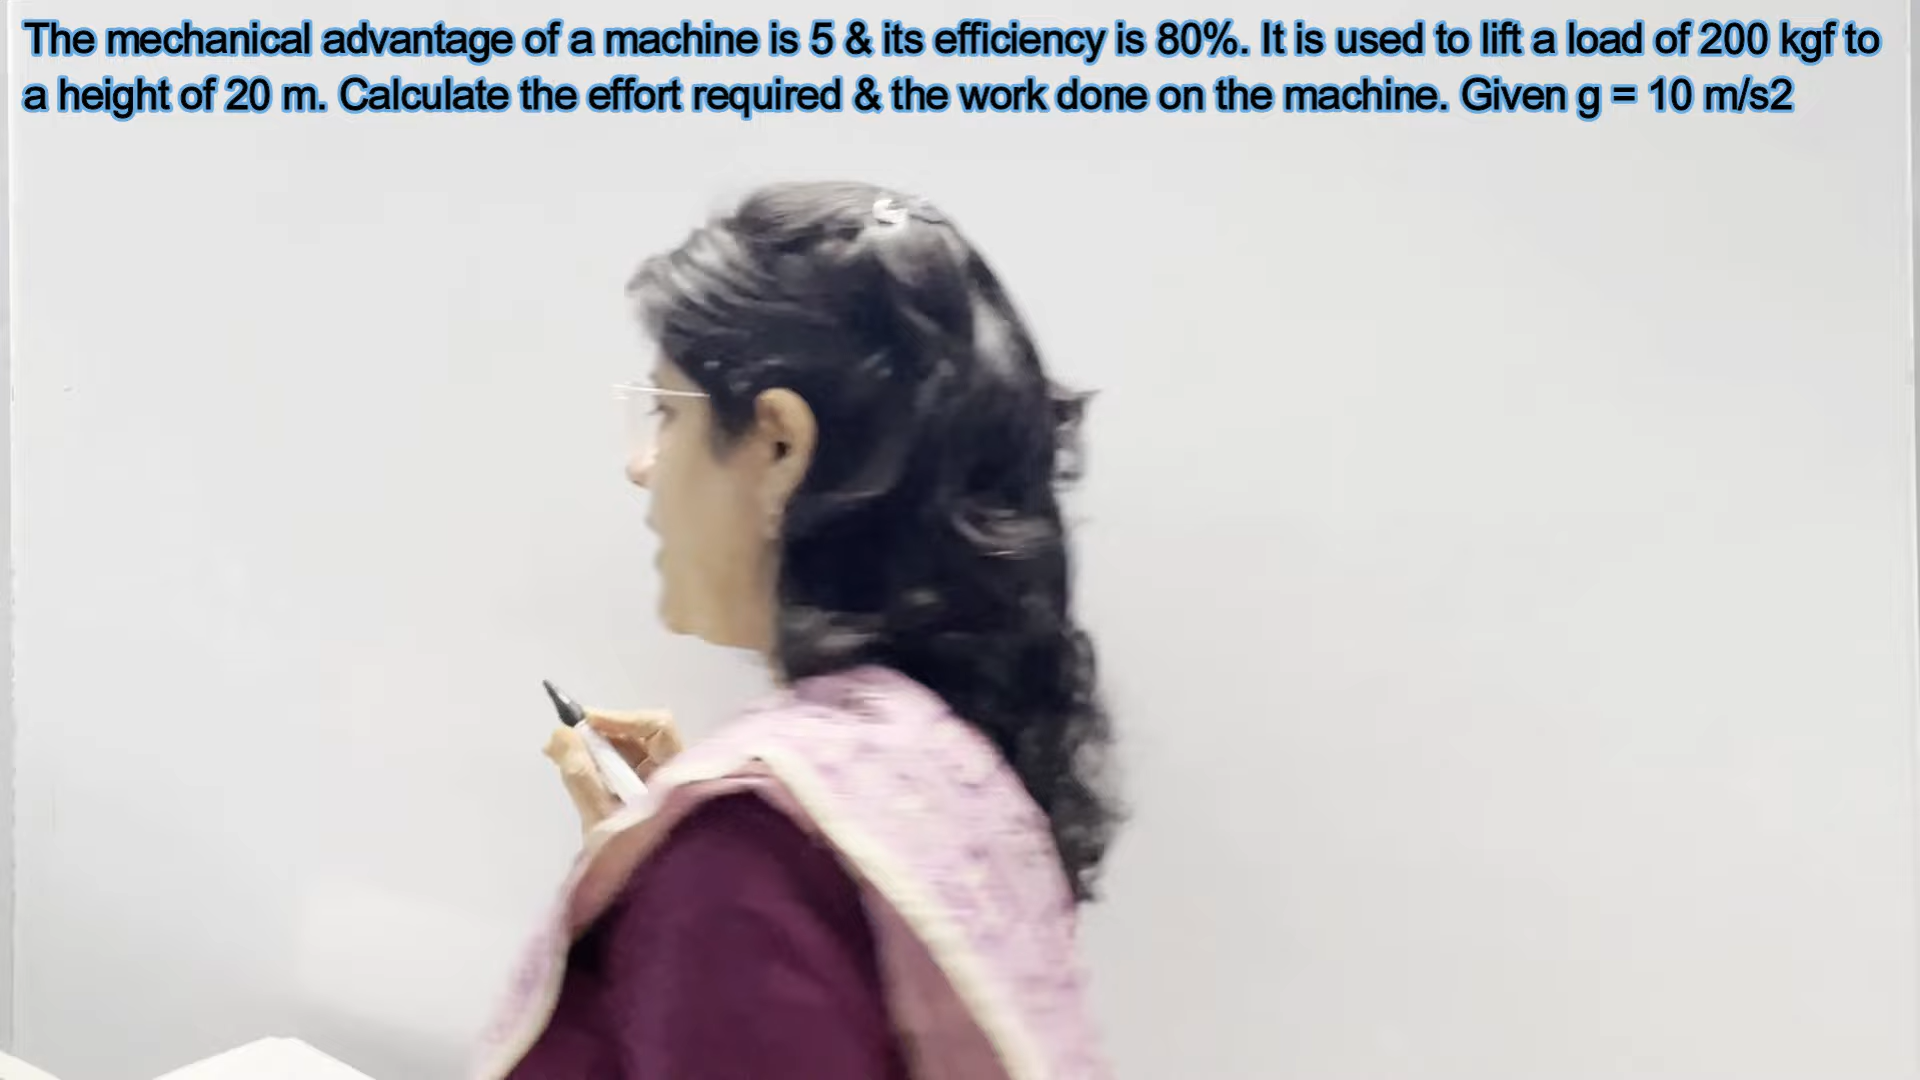 The mechanical advantage of a machine is 5 & its efficiency is 80%. It is used to lift a load of 200 kgf to
a height of 20 m. Calculate the effort required & the work done on the machine. Given g = 10 m/s2